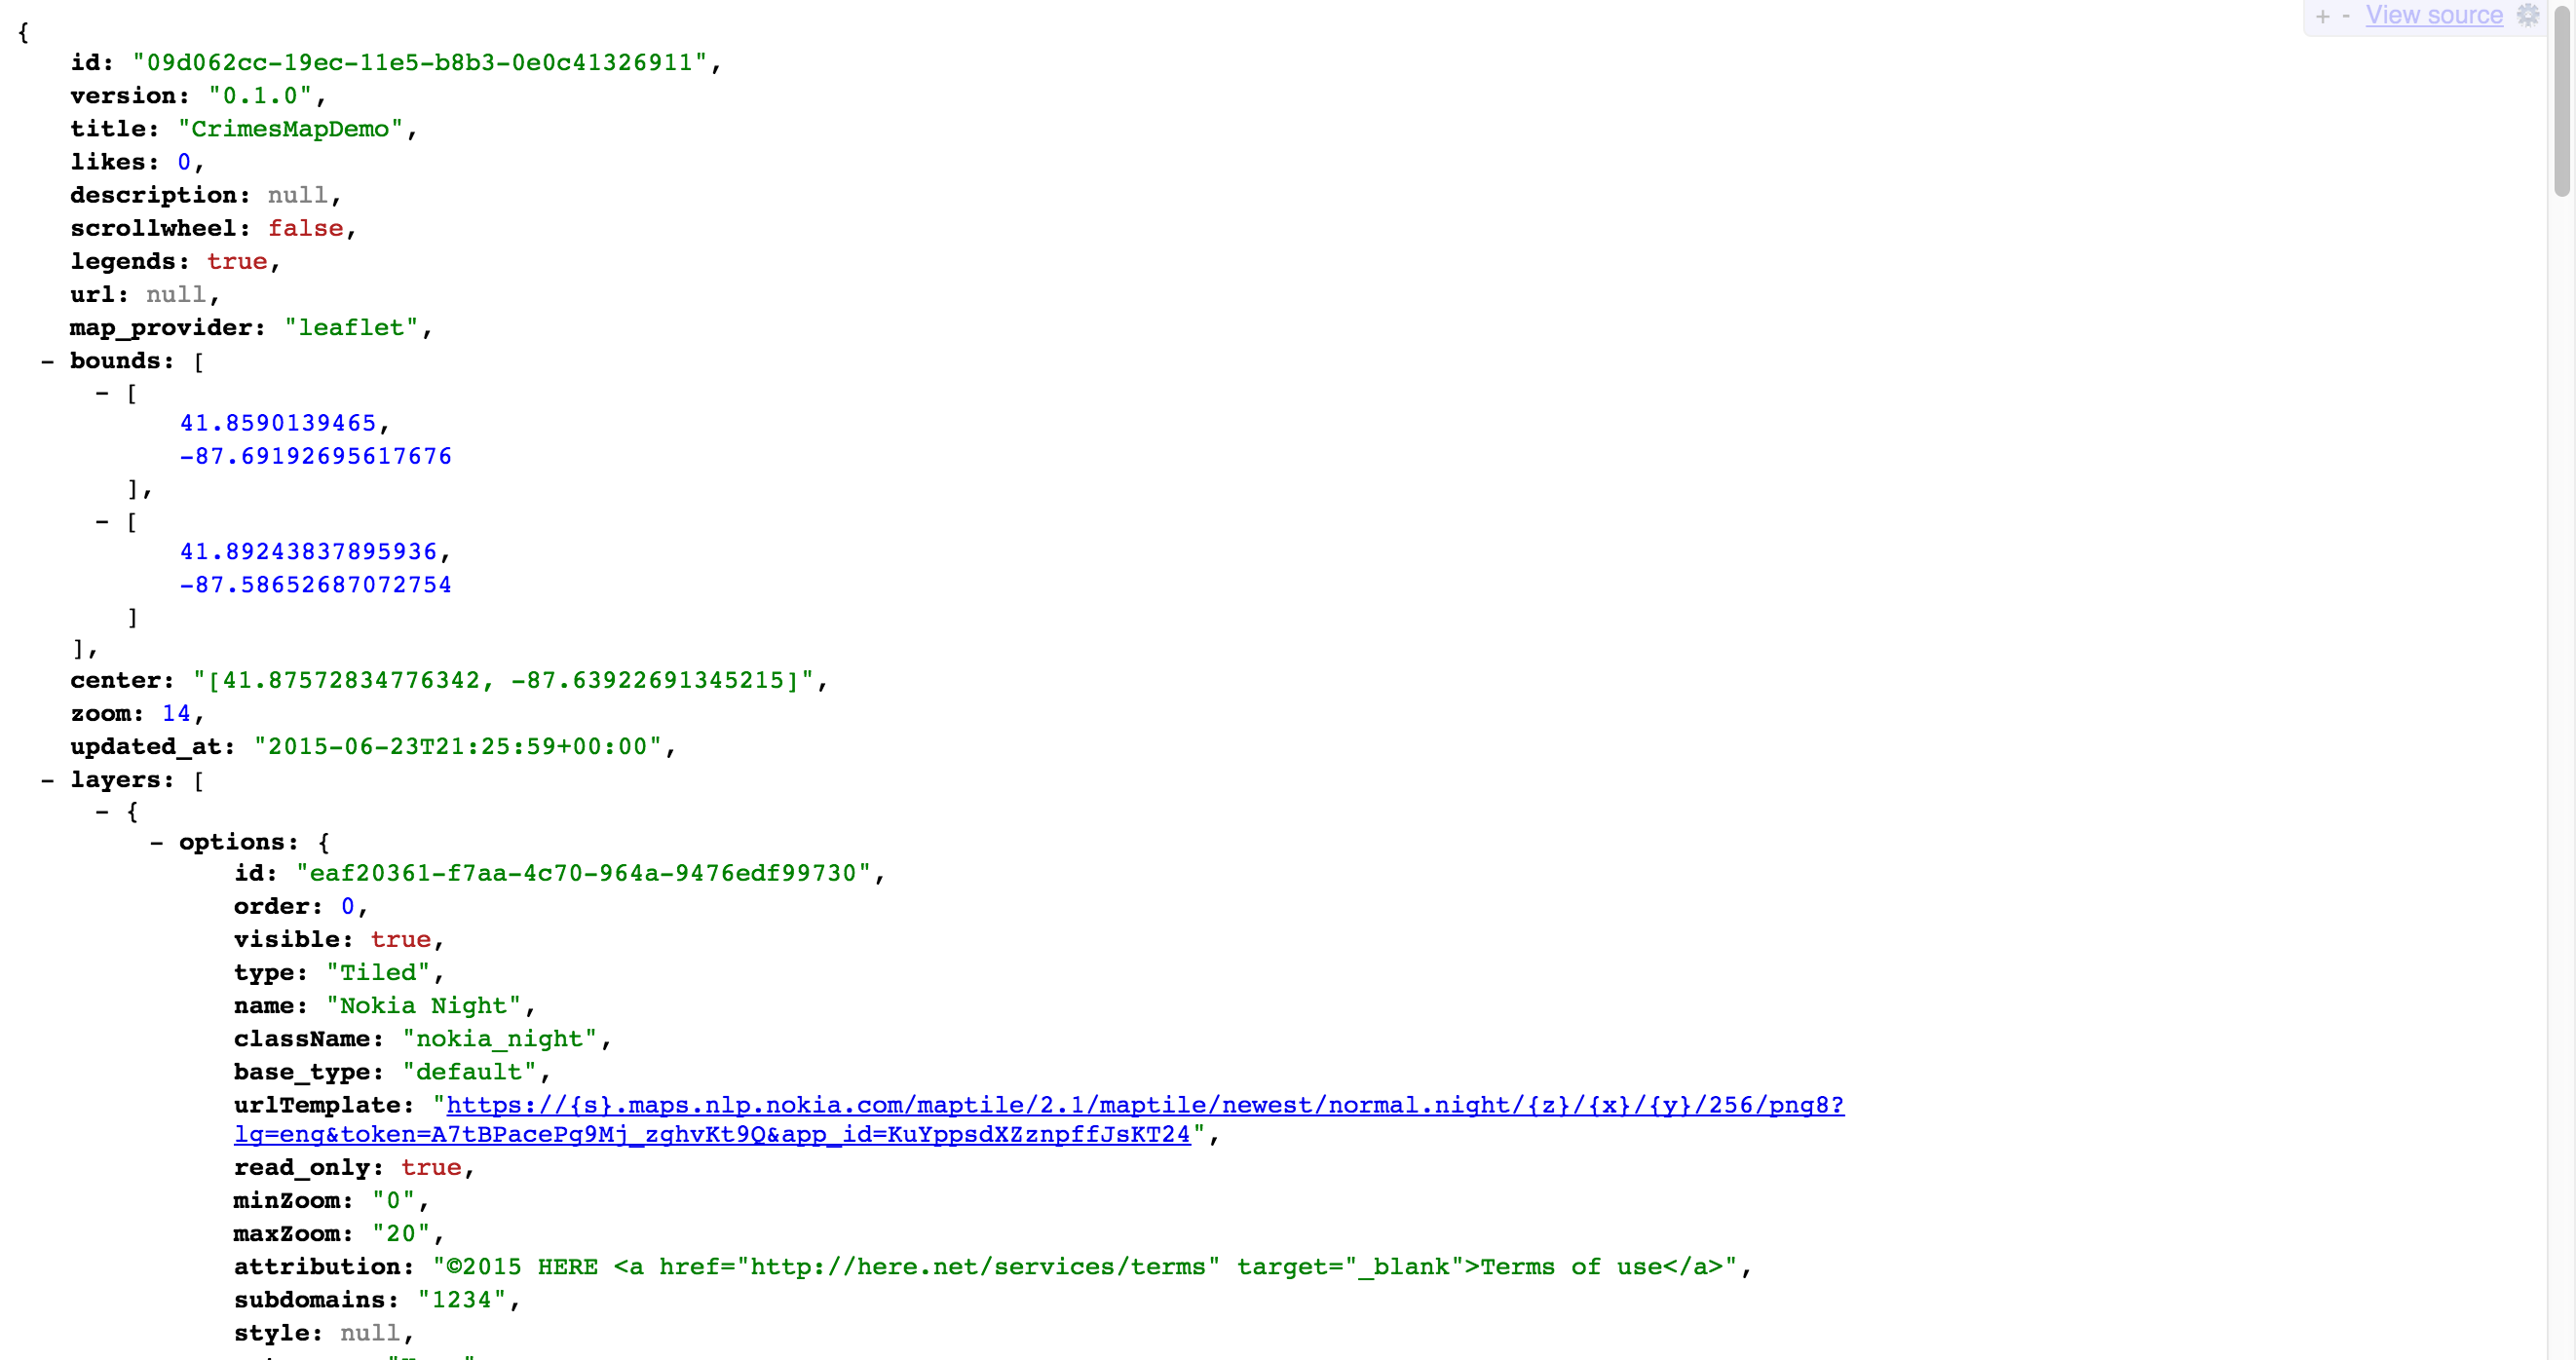 + - View source
{
id: "09d062cc-19ec-11e5-b8b3-0e0c41326911",
version: "0.1.0",
title: "CrimesMapDemo",
likes: 0,
description: null,
scrollwheel: false,
legends: true,
url: null,
map_provider: "leaflet",
- bounds: [
- [
41.8590139465,
-87.69192695617676
],
- [
41.89243837895936,
-87.58652687072754
]
],
center: "[41.87572834776342, -87.63922691345215]",
zoom: 14,
updated_at: "2015-06-23T21:25:59+00:00",
- layers: [
- {
- options: {
id: "eaf20361-f7aa-4c70-964a-9476edf99730",
order: 0,
visible: true,
type: "Tiled",
name: "Nokia Night",
className: "nokia_night",
base_type: "default",
urlTemplate: "https://{s}.maps.nlp.nokia.com/maptile/2.1/maptile/newest/normal.night/{z}/{x}/{y}/256/png8?
lg=eng&token=A7tBPacePg9Mj_zghvKt9Q&app_id=KuYppsdXZznpffJsKT24",
read_only: true,
minZoom: "0",
maxZoom: "20",
attribution: "©2015 HERE <a href="http://here.net/services/terms" target="_blank">Terms of use</a>",
subdomains: "1234",
style: null,